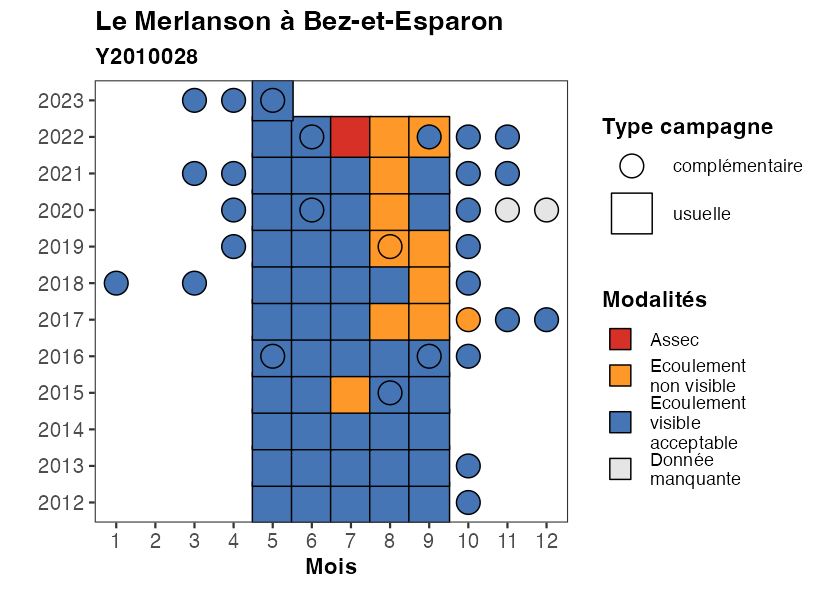 Le Merlanson à Bez-et-Esparon
Y2010028
2023
2022
2021
2020
2019
2018
2017
2016
2015
2014
2013
2012
1 2 3 4 5 6 7 8 9 10 11 12
Mois
Type campagne
complémentaire
usuelle
Modalités
Assec
Ecoulement
non visible
Ecoulement
visible
acceptable
Donnée
manquante